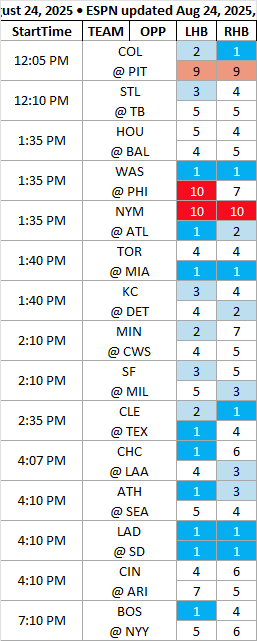 ust 24, 2025 • ESPN updated Aug 24, 2025,
StartTime TEAM OPP LHB RHB
12:05 PM COL 2 1
@ PIT 9 9
12:10 PM STL 3 4
@ TB 5 5
1:35 PM HOU 5 4
@ BAL 4 5
1:35 PM WAS 1 1
@ PHI 10 7
1:35 PM NYM 10 10
@ ATL 1 2
1:40 PM TOR 4 4
@ MIA 1 1
1:40 PM KC 3 4
@ DET 4 2
2:10 PM MIN 2 7
@ CWS 4 5
2:10 PM SF 3 5
@ MIL 5 3
2:35 PM CLE 2 1
@ TEX 1 4
4:07 PM CHC 1 6
@ LAA 4 3
4:10 PM ATH 1 3
@ SEA 5 4
4:10 PM LAD 1 1
@ SD 1 1
4:10 PM CIN 4 6
@ ARI 7 5
7:10 PM BOS 1 4
@ NYY 5 6